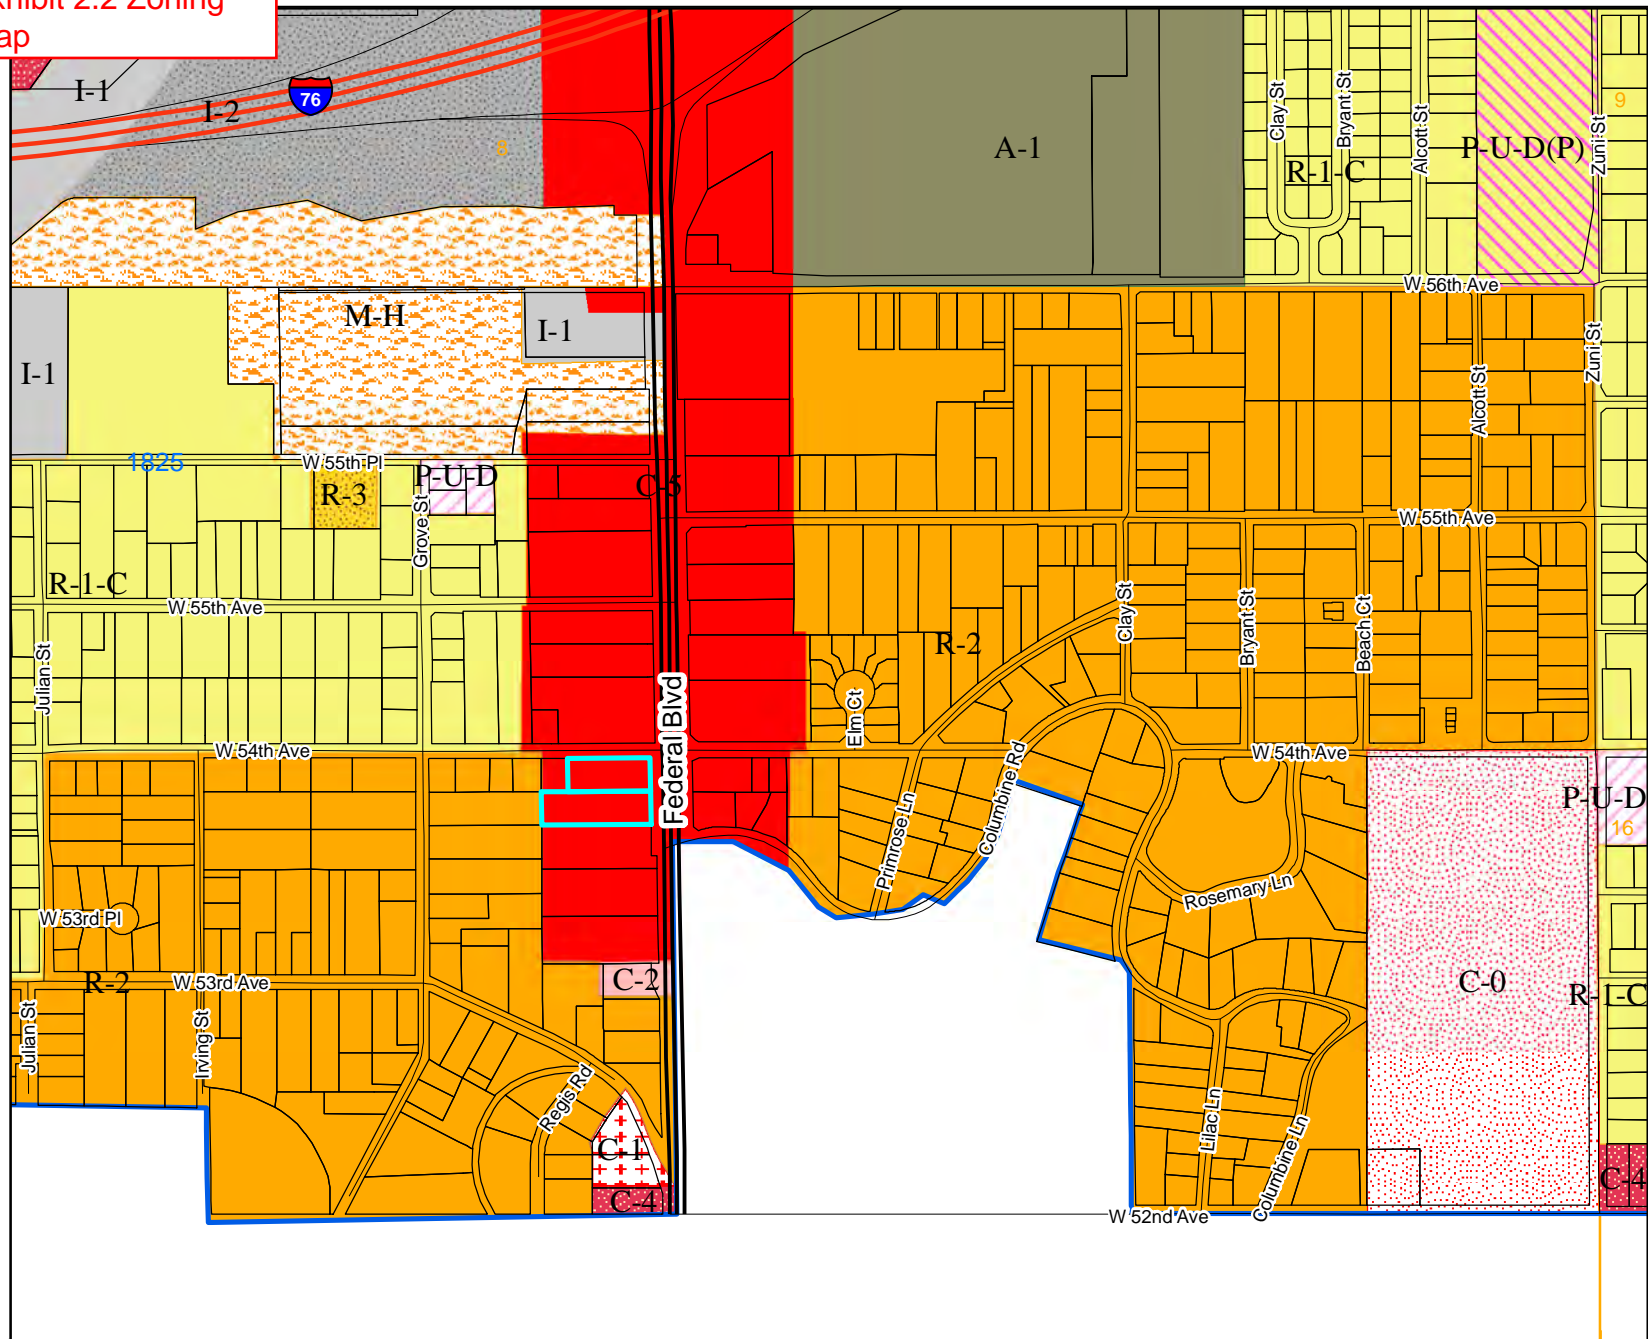 xhibit 2.2 Zoning
ap
I-1
I-2
76
8
A-1
Clay St
Bryant St
Alcott St
R-1-C
P-U-D(P)
Zuni St
9
W 56th Ave
M-H
I-1
I-1
Zuni St
Alcott St
1825
W 55th Pl
R-3
P-U-D
Grove St
C-5
W 55th Ave
R-1-C
W 55th Ave
Julian St
R-2
Elm Ct
Clay St
Bryant St
Beach Ct
Federal Blvd
W 54th Ave
W 54th Ave
Primrose Ln
Columbine Rd
P-U-D
16
Rosemary Ln
W 53rd Pl
R-2
W 53rd Ave
C-2
C-0
R-1-C
Julian St
Irving St
Regis Rd
C-1
C-4
Lilac Ln
Columbine Ln
C-4
W 52nd Ave